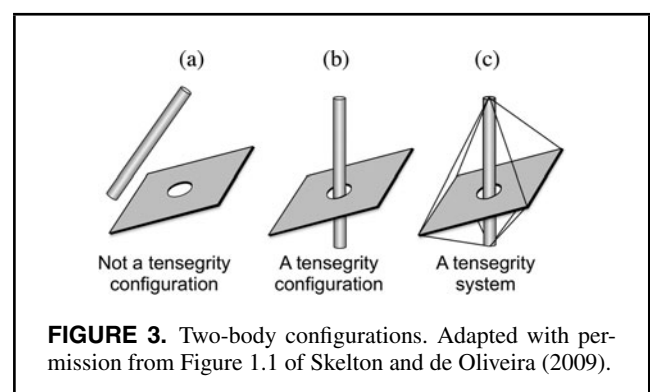 (a) (b) (c)
Not a tensegrity configuration
A tensegrity configuration
A tensegrity system
FIGURE 3. Two-body configurations. Adapted with per-
mission from Figure 1.1 of Skelton and de Oliveira (2009).